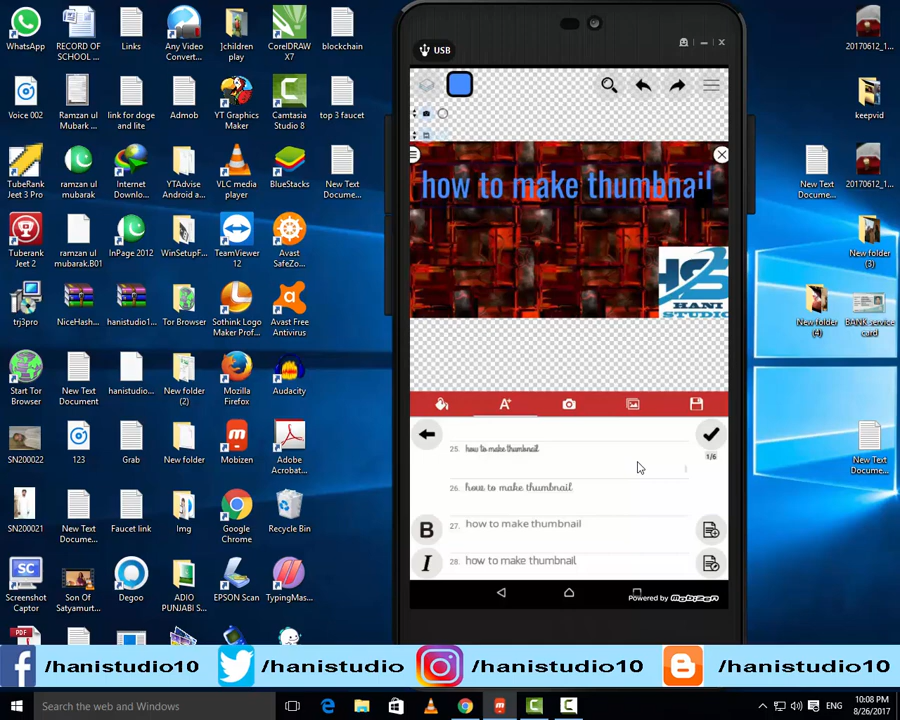 WhatsApp
RECORD OF
SCHOOL ...
Links
Any Video
Convert...
]children
play
CorelDRAW
X7
blockchain
20170612_1...
Voice 002
Ramzan ul
Mubark ...
link for doge
and lite
Admob
YT Graphics
Maker
Camtasia
Studio 8
top 3 faucet
keepvid
TubeRank
Jeet 3 Pro
ramzan ul
mubarak
Internet
Downlo...
YTAdvise
Android a...
VLC media
player
BlueStacks
New Text
Docume...
New Text
Docume...
20170612_1...
Tuberank
Jeet 2
ramzan ul
mubarak.B01
InPage 2012
WinSetupF...
TeamViewer
12
Avast
SafeZo...
New folder
(3)
trj3pro
NiceHash...
hanistudio1...
Tor Browser
Sothink Logo
Maker Prof...
Avast Free
Antivirus
New folder
(4)
BANK service
card
Start Tor
Browser
New Text
Document
hanistudio...
New folder
(2)
Mozilla
Firefox
Audacity
SN200022
123
Grab
New folder
Mobizen
Adobe
Acrobat...
New Text
Docume...
SN200021
New Text
Docume...
Faucet link
Img
Google
Chrome
Recycle Bin
Screenshot
Captor
Son Of
Satyamurt...
Degoo
ADIO
PUNJABI S...
EPSON Scan
TypingMas...
USB
how to make thumbnail
HS
HANI
STUDIO
A+
1/6
25. how to make thumbnail
26. how to make thumbnail
27. how to make thumbnail
28. how to make thumbnail
B
I
Powered by mobizen
/hanistudio10
/hanistudio
/hanistudio10
/hanistudio10
Search the web and Windows
ENG
10:08 PM
8/26/2017